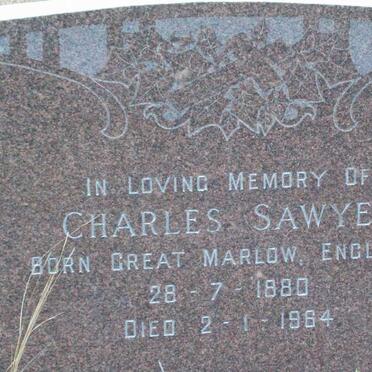 IN LOVING MEMORY OF
CHARLES SAWYE
BORN GREAT MARLOW, ENGL
28 - 7 - 1880
DIED 2 - 1 - 1964